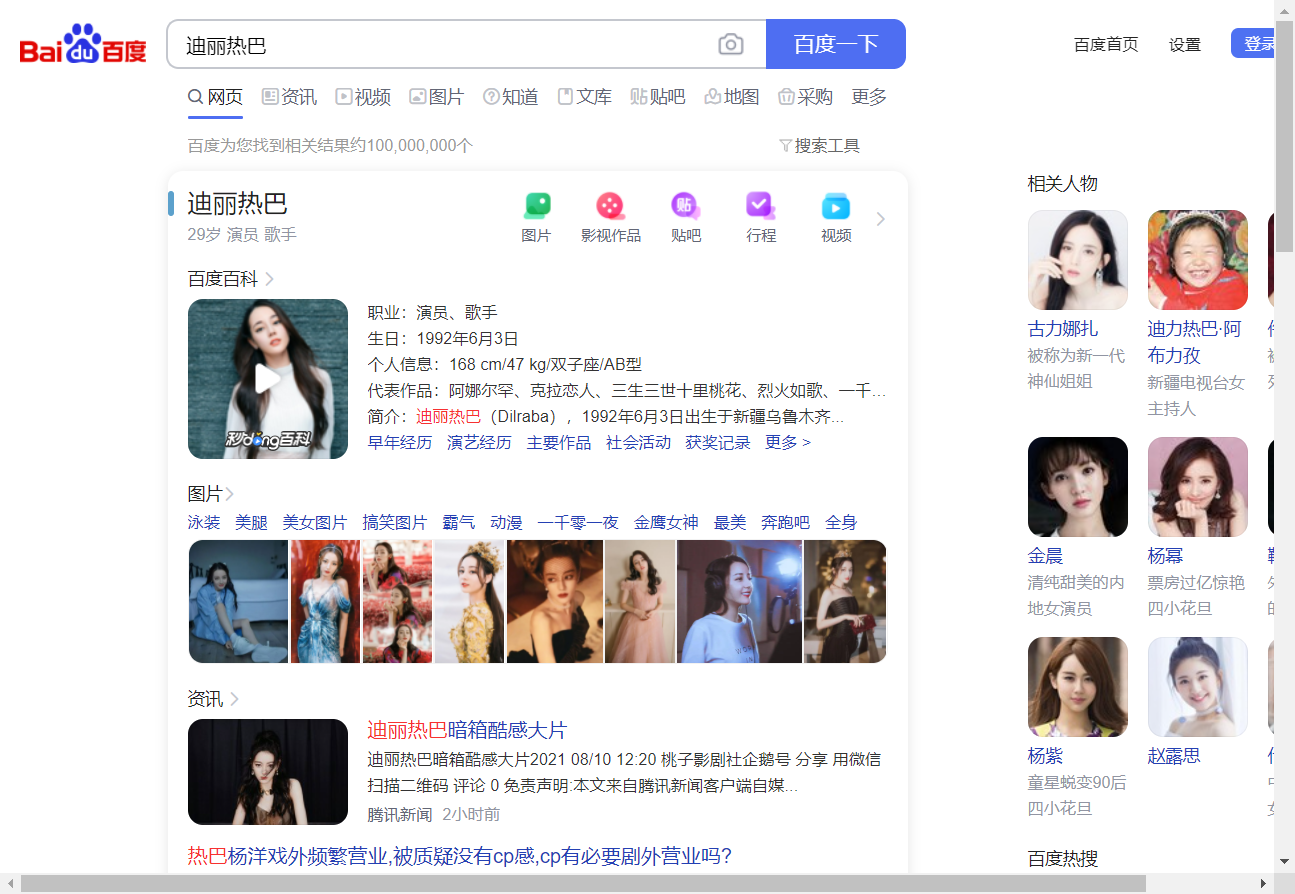 Bai du 百度
迪丽热巴
百度一下
百度首页 设置 登录
网页 资讯 视频 图片 知道 文库 贴吧 地图 采购 更多
百度为您找到相关结果约100,000,000个
搜索工具
迪丽热巴
29岁 演员 歌手
图片 影视作品 贴吧 行程 视频
百度百科
秒dong百科
职业：演员、歌手
生日：1992年6月3日
个人信息：168 cm/47 kg/双子座/AB型
代表作品：阿娜尔罕、克拉恋人、三生三世十里桃花、烈火如歌、一千...
简介：迪丽热巴（Dilraba），1992年6月3日出生于新疆乌鲁木齐...
早年经历 演艺经历 主要作品 社会活动 获奖记录 更多 >
图片
泳装 美腿 美女图片 搞笑图片 霸气 动漫 一千零一夜 金鹰女神 最美 奔跑吧 全身
资讯
迪丽热巴暗箱酷感大片
迪丽热巴暗箱酷感大片2021 08/10 12:20 桃子影剧社企鹅号 分享 用微信
扫描二维码 评论 0 免责声明:本文来自腾讯新闻客户端自媒...
腾讯新闻 2小时前
热巴杨洋戏外频繁营业,被质疑没有cp感,cp有必要剧外营业吗?
相关人物
古力娜扎
被称为新一代
神仙姐姐
迪力热巴·阿
布力孜
新疆电视台女
主持人
金晨
清纯甜美的内
地女演员
杨幂
票房过亿惊艳
四小花旦
杨紫
童星蜕变90后
四小花旦
赵露思
百度热搜